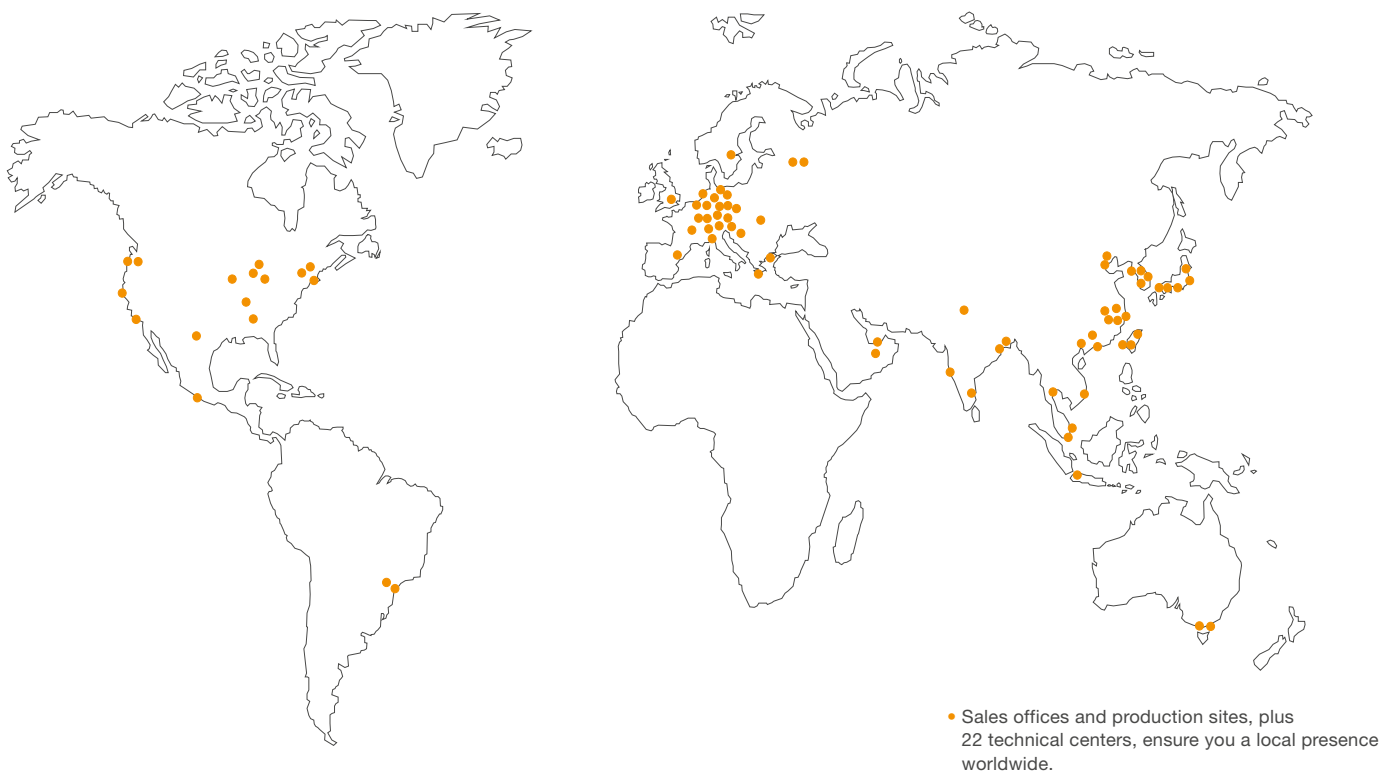 Sales offices and production sites, plus
22 technical centers, ensure you a local presence
worldwide.